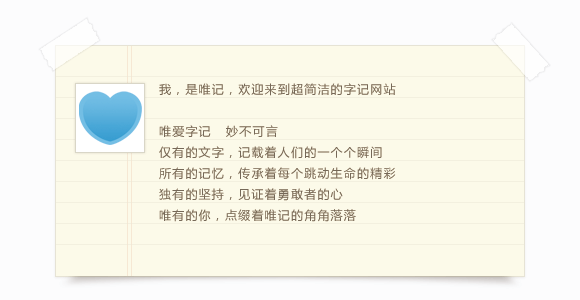 我，是唯记，欢迎来到超简洁的字记网站
唯爱字记　妙不可言
仅有的文字，记载着人们的一个个瞬间
所有的记忆，传承着每个跳动生命的精彩
独有的坚持，见证着勇敢者的心
唯有的你，点缀着唯记的角角落落